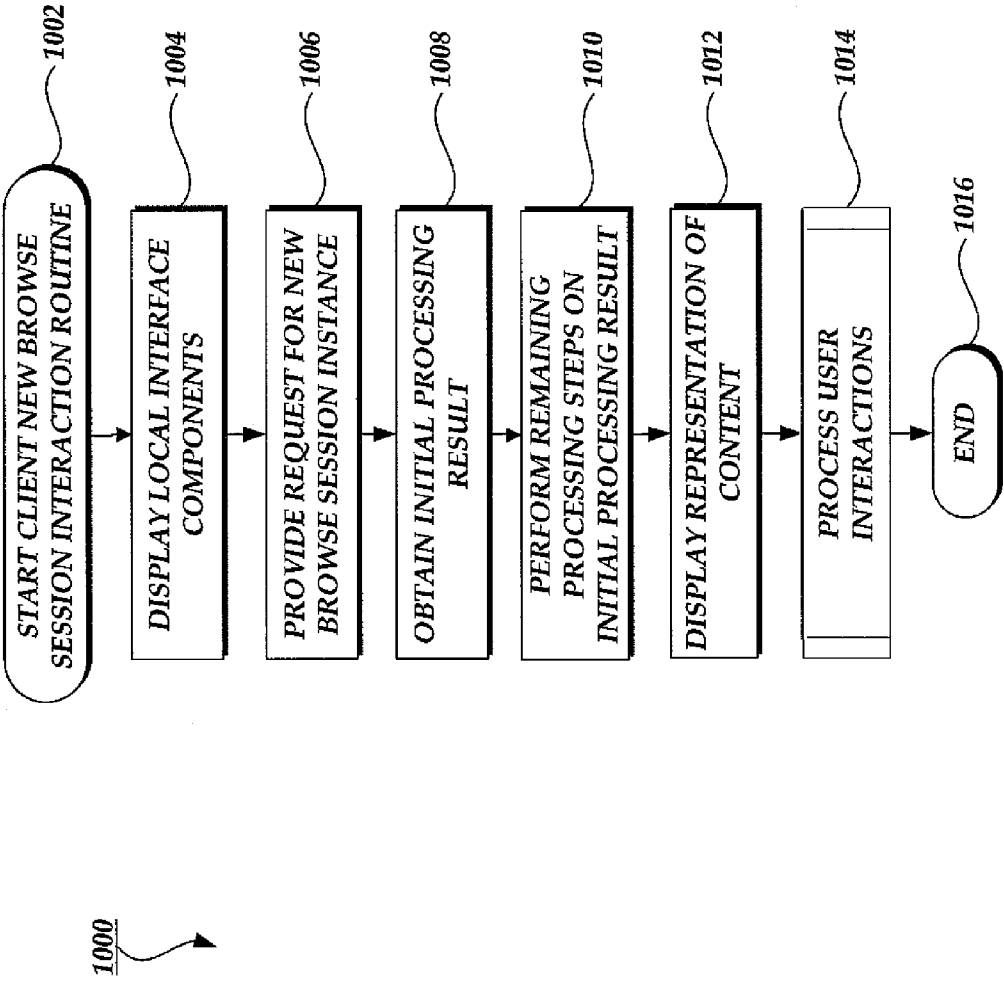 1000
START CLIENT NEW BROWSE
SESSION INTERACTION ROUTINE
1002
DISPLAY LOCAL INTERFACE
COMPONENTS
1004
PROVIDE REQUEST FOR NEW
BROWSE SESSION INSTANCE
1006
OBTAIN INITIAL PROCESSING
RESULT
1008
PERFORM REMAINING
PROCESSING STEPS ON
INITIAL PROCESSING RESULT
1010
DISPLAY REPRESENTATION OF
CONTENT
1012
PROCESS USER
INTERACTIONS
1014
END
1016